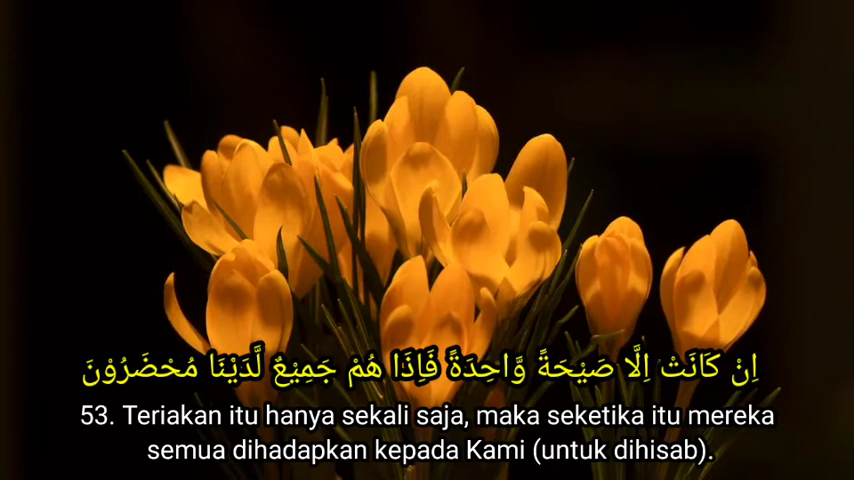 اِنْ كَانَتْ اِلَّا صَيْحَةً وَّاحِدَةً فَاِذَا هُمْ جَمِيْعٌ لَّدَيْنَا مُحْضَرُوْنَ
53. Teriakan itu hanya sekali saja, maka seketika itu mereka
semua dihadapkan kepada Kami (untuk dihisab).